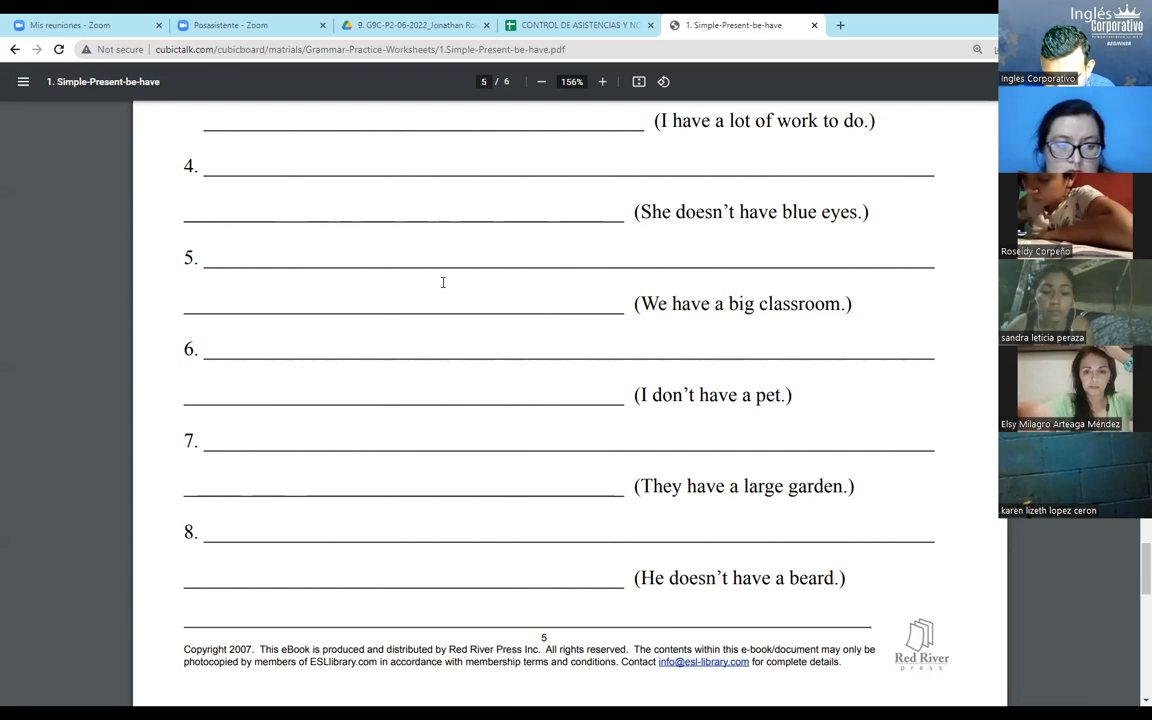 Mis reuniones - Zoom
Posasistente - Zoom
9. G9C-P2-06-2022_Jonathan Ro
CONTROL DE ASISTENCIAS Y NO
1. Simple-Present-be-have
Not secure
cubictalk.com/cubicboard/matrials/Grammar-Practice-Worksheets/1.Simple-Present-be-have.pdf
1. Simple-Present-be-have
5 / 6
156%
(I have a lot of work to do.)
4.
(She doesn't have blue eyes.)
5.
(We have a big classroom.)
6.
(I don't have a pet.)
7.
(They have a large garden.)
8.
(He doesn't have a beard.)
5
Copyright 2007. This eBook is produced and distributed by Red River Press Inc. All rights reserved. The contents within this e-book/document may only be
photocopied by members of ESLlibrary.com in accordance with membership terms and conditions. Contact info@esl-library.com for complete details.
Red River
press
Inglés
Corporativo
BEGINNER
Ingles Corporativo
Roseidy Corpeño
sandra leticia peraza
Elsy Milagro Arteaga Méndez
karen lizeth lopez ceron